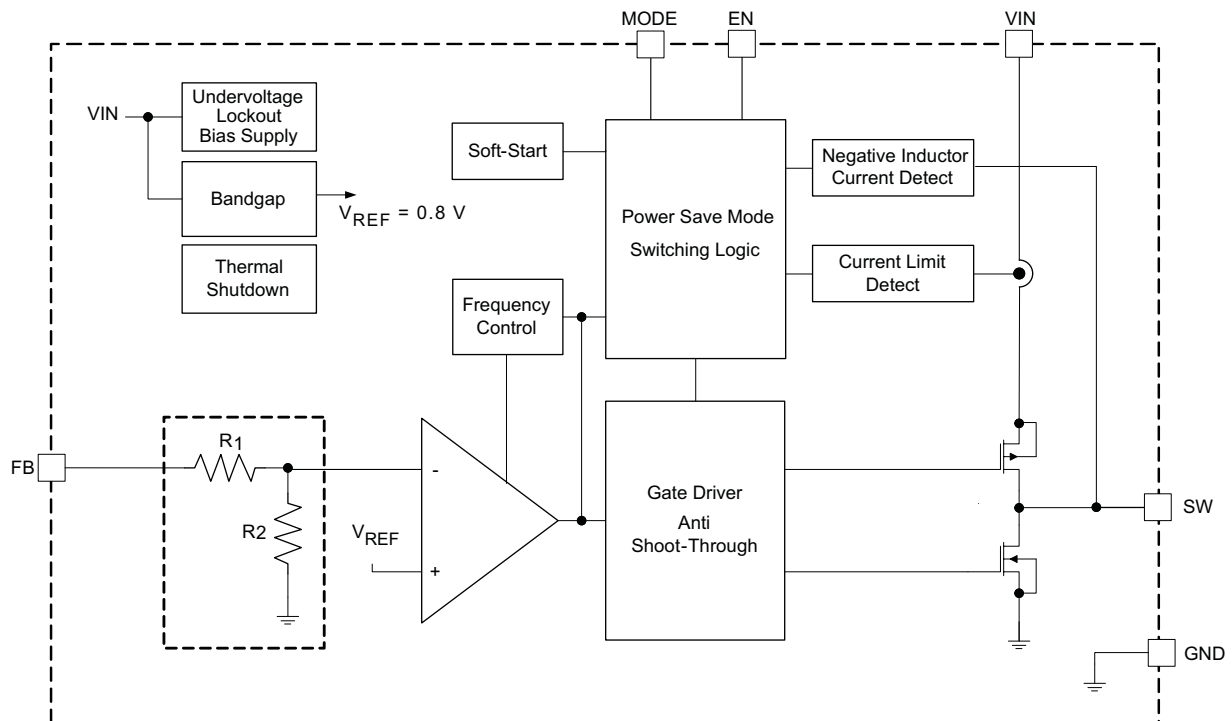 MODE
EN
VIN
VIN
Undervoltage
Lockout
Bias Supply
Bandgap
VREF = 0.8 V
Thermal
Shutdown
Soft-Start
Power Save Mode
Switching Logic
Negative Inductor
Current Detect
Current Limit
Detect
Frequency
Control
FB
R1
R2
VREF
-
+
Gate Driver
Anti
Shoot-Through
SW
GND